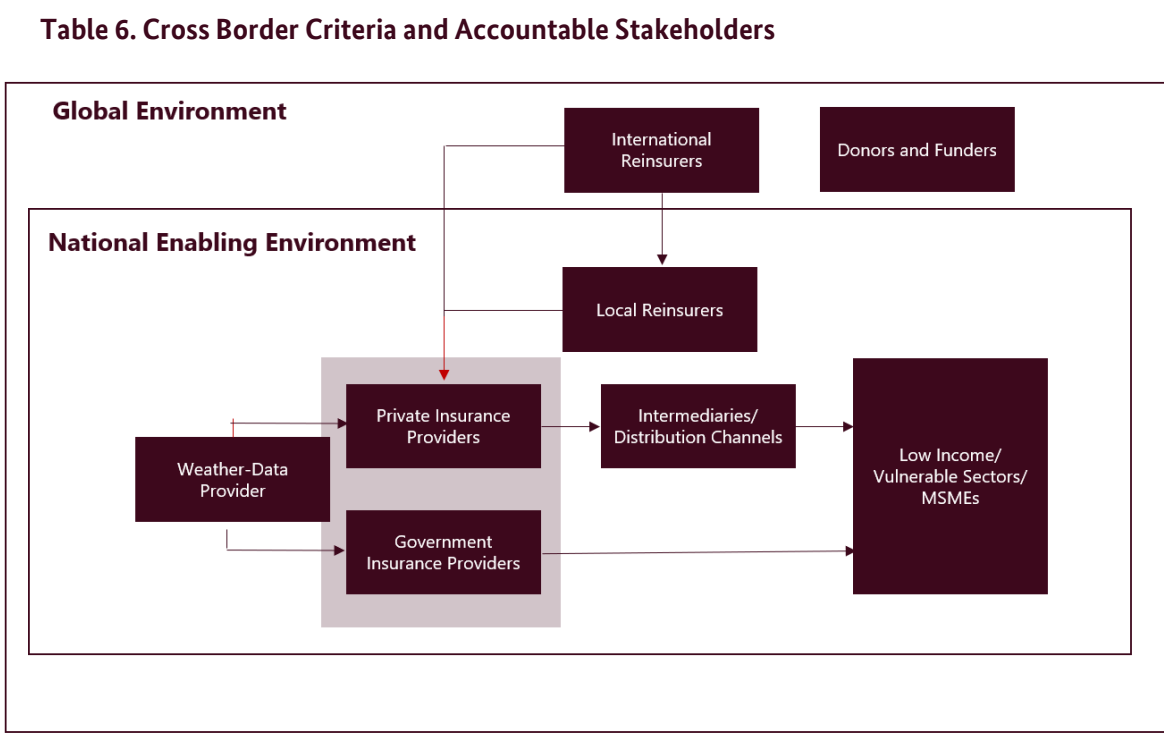 Table 6. Cross Border Criteria and Accountable Stakeholders
Global Environment
International
Reinsurers
Donors and Funders
National Enabling Environment
Local Reinsurers
Private Insurance
Providers
Intermediaries/
Distribution Channels
Weather-Data
Provider
Low Income/
Vulnerable Sectors/
MSMEs
Government
Insurance Providers